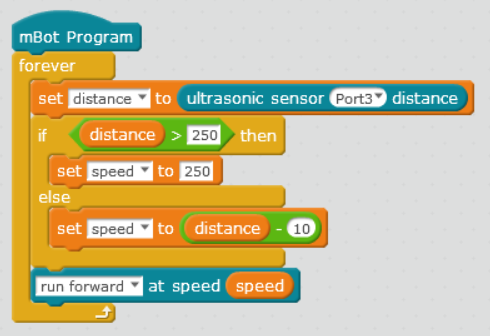 mBot Program
forever
set distance to ultrasonic sensor Port3 distance
if distance > 250 then
set speed to 250
else
set speed to distance - 10
run forward at speed speed